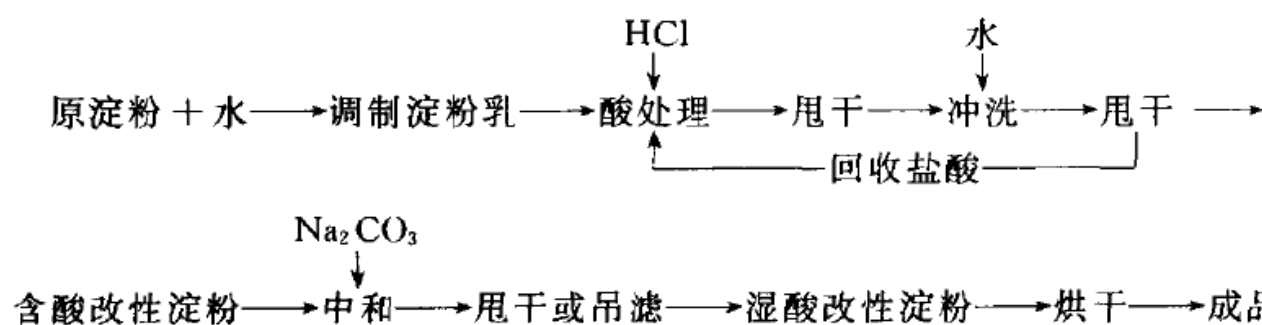 HCl 水
原淀粉+水→调制淀粉乳→酸处理→甩干→冲洗→甩干→
回收盐酸
Na₂CO₃
含酸改性淀粉→中和→甩干或吊滤→湿酸改性淀粉→烘干→成品